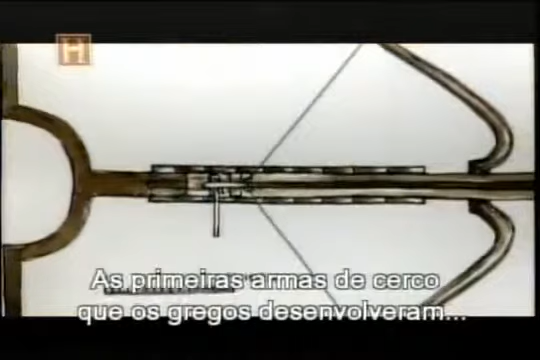 H
As primeiras armas de cerco
que os gregos desenvolveram...